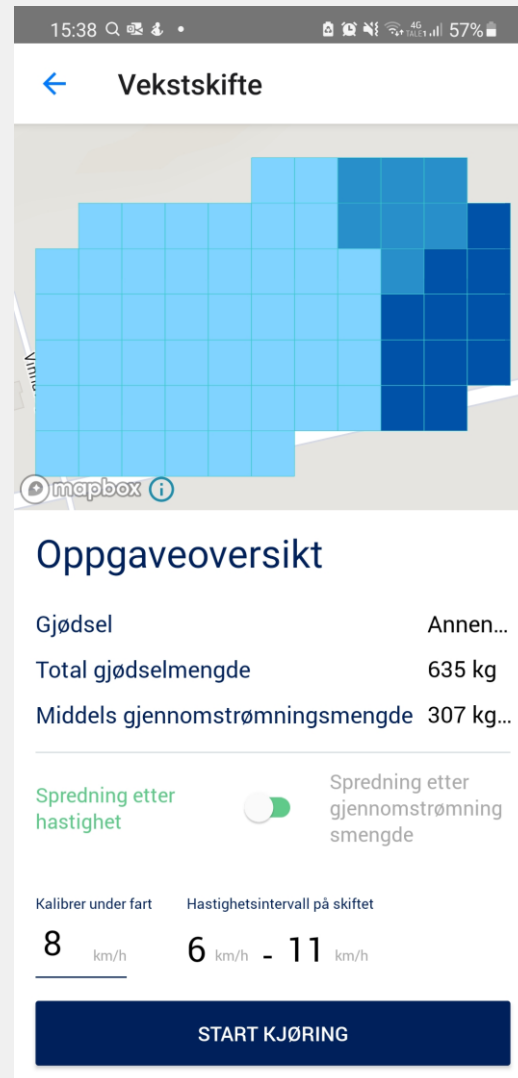 15:38 57%
Vekstskifte
mapbox
Oppgaveoversikt
Gjødsel Annen...
Total gjødselmengde 635 kg
Middels gjennomstrømningsmengde 307 kg...
Spredning etter
hastighet
Spredning etter
gjennomstrømning
smengde
Kalibrer under fart Hastighetsintervall på skiftet
8 km/h 6 km/h - 11 km/h
START KJØRING